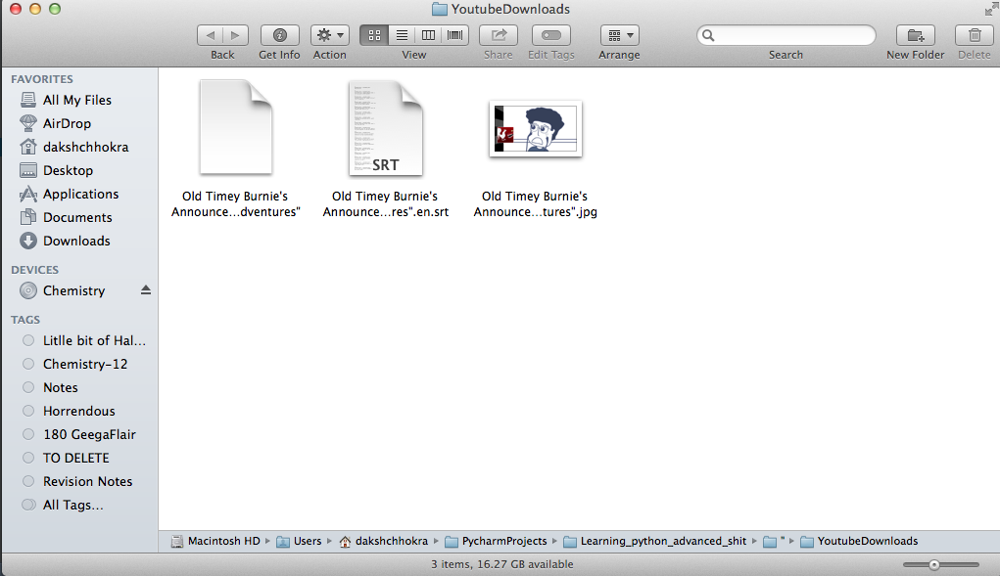 YoutubeDownloads
Back
Get Info
Action
View
Share
Edit Tags
Arrange
Search
New Folder
Delete
FAVORITES
All My Files
AirDrop
dakshchhokra
Desktop
Applications
Documents
Downloads
DEVICES
Chemistry
TAGS
Litlle bit of Hal...
Chemistry-12
Notes
Horrendous
180 GeegaFlair
TO DELETE
Revision Notes
All Tags...
Old Timey Burnie's
Announce...dventures"
SRT
Old Timey Burnie's
Announce...res".en.srt
Old Timey Burnie's
Announce...tures".jpg
Macintosh HD ▸ Users ▸ dakshchhokra ▸ PycharmProjects ▸ Learning_python_advanced_shit ▸ " ▸ YoutubeDownloads
3 items, 16.27 GB available